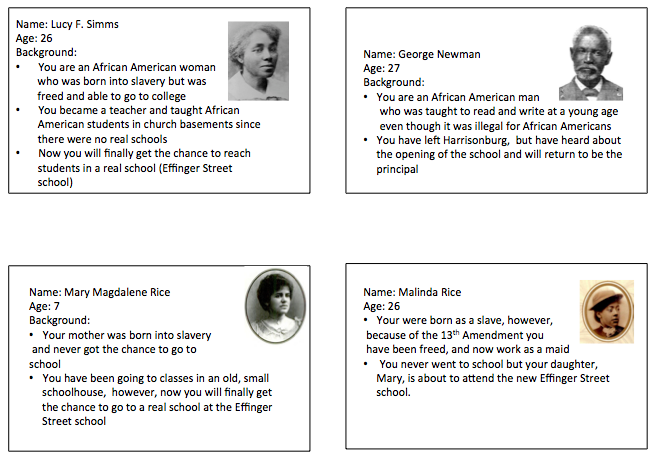 Name: Lucy F. Simms
Age: 26
Background:
• You are an African American woman
who was born into slavery but was
freed and able to go to college
• You became a teacher and taught African
American students in church basements since
there were no real schools
• Now you will finally get the chance to reach
students in a real school (Effinger Street
school)
Name: George Newman
Age: 27
Background:
• You are an African American man
who was taught to read and write at a young age
even though it was illegal for African Americans
• You have left Harrisonburg, but have heard about
the opening of the school and will return to be the
principal
Name: Mary Magdalene Rice
Age: 7
Background:
• Your mother was born into slavery
and never got the chance to go to
school
• You have been going to classes in an old, small
schoolhouse, however, now you will finally get
the chance to go to a real school at the Effinger
Street school
Name: Malinda Rice
Age: 26
• Your were born as a slave, however,
because of the 13th Amendment you
have been freed, and now work as a maid
• You never went to school but your daughter,
Mary, is about to attend the new Effinger Street
school.